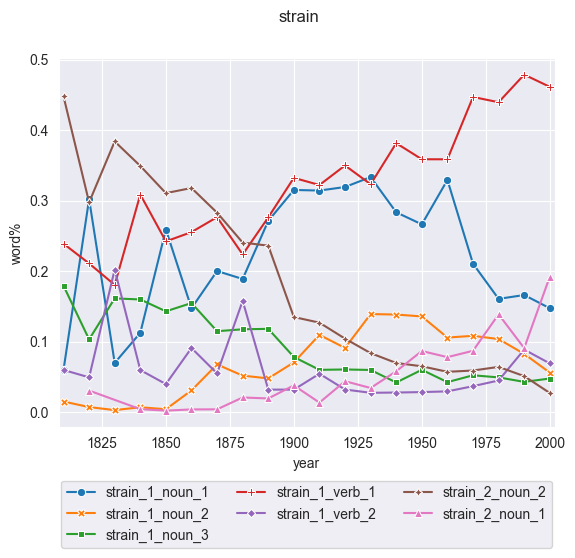 strain
0.5
0.4
0.3
0.2
0.1
0.0
word%
1825 1850 1875 1900 1925 1950 1975 2000
year
strain_1_noun_1 strain_1_verb_1 strain_2_noun_2
strain_1_noun_2 strain_1_verb_2 strain_2_noun_1
strain_1_noun_3